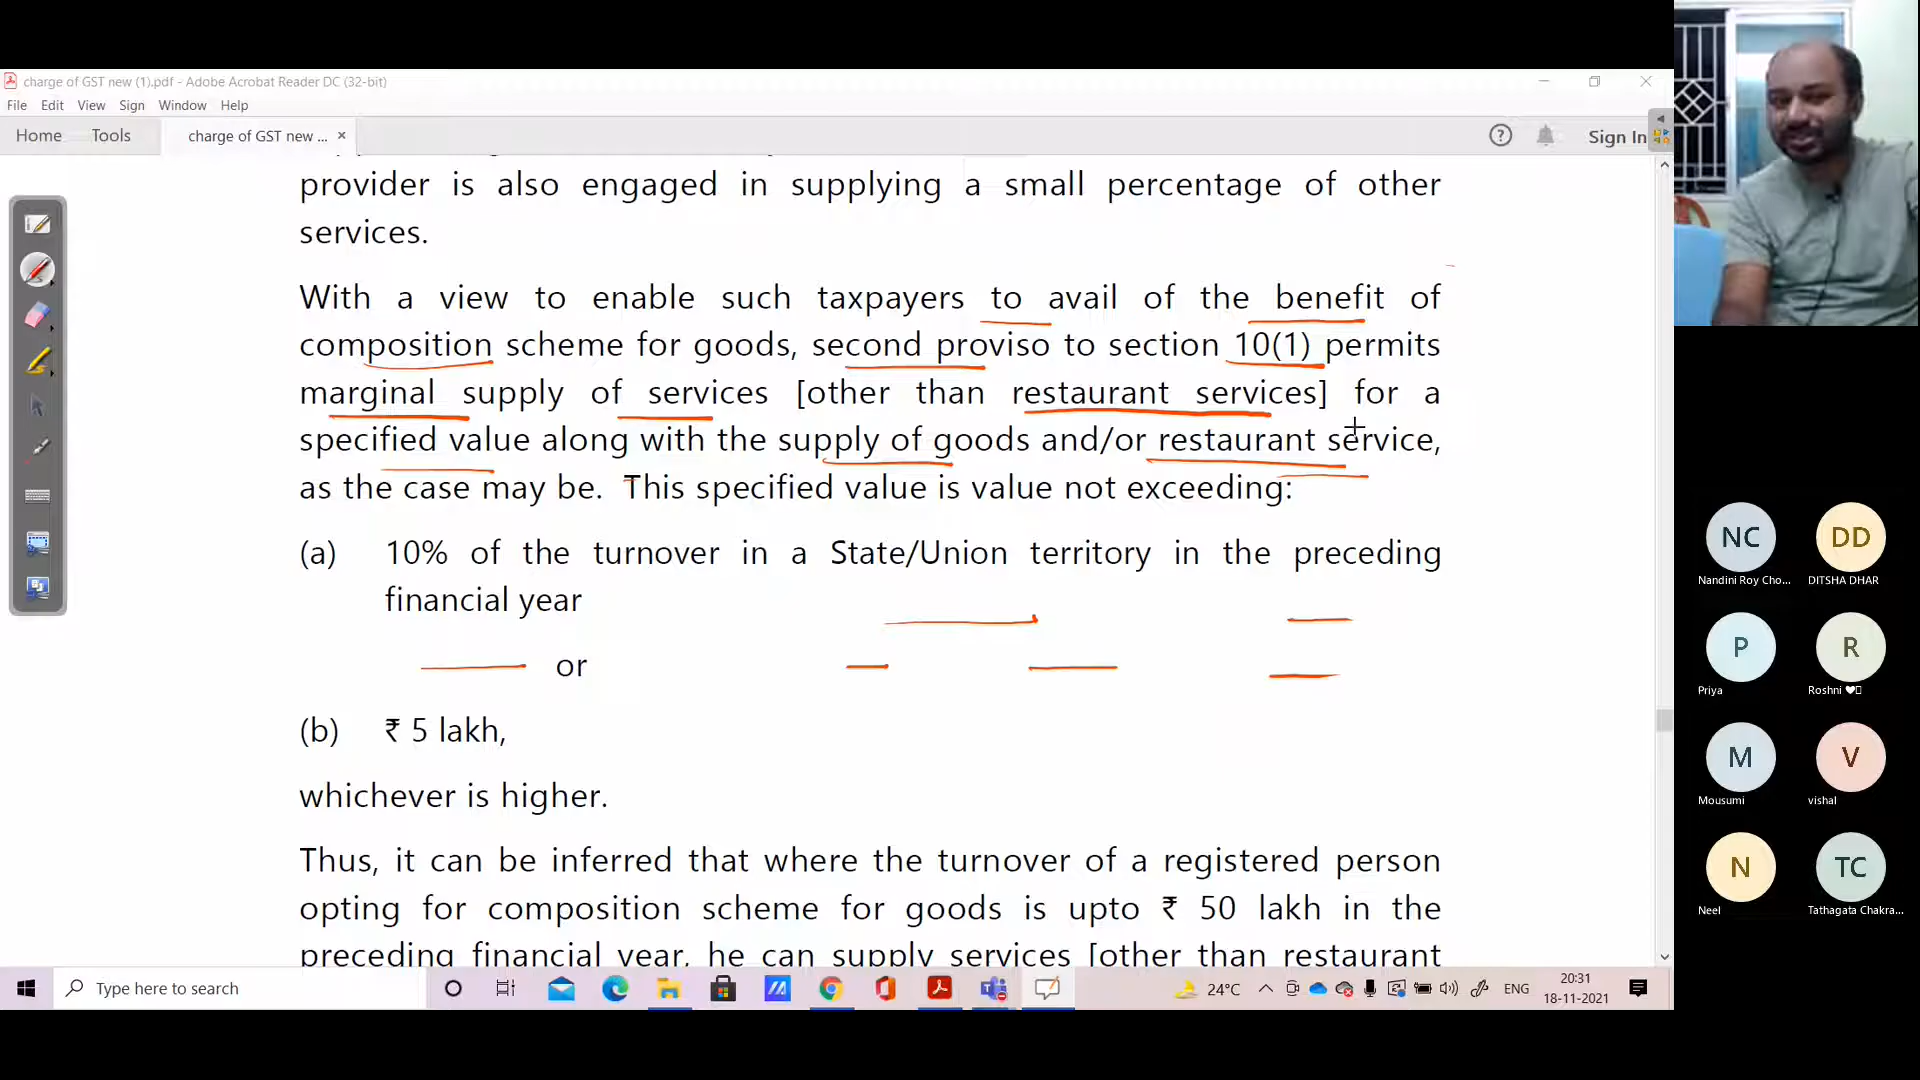 charge of GST new (1).pdf - Adobe Acrobat Reader DC (32-bit)
File Edit View Sign Window Help
Home Tools charge of GST new ... × Sign In
provider is also engaged in supplying a small percentage of other
services.
With a view to enable such taxpayers to avail of the benefit of
composition scheme for goods, second proviso to section 10(1) permits
marginal supply of services [other than restaurant services] for a
specified value along with the supply of goods and/or restaurant service,
as the case may be. This specified value is value not exceeding:
(a) 10% of the turnover in a State/Union territory in the preceding
financial year
or
(b) ₹ 5 lakh,
whichever is higher.
Thus, it can be inferred that where the turnover of a registered person
opting for composition scheme for goods is upto ₹ 50 lakh in the
preceding financial year, he can supply services [other than restaurant
NC DD
Nandini Roy Cho... DITSHA DHAR
P R
Priya Roshni ❤
M V
Mousumi vishal
N TC
Neel Tathagata Chakra...
Type here to search 24°C ENG 20:31
18-11-2021